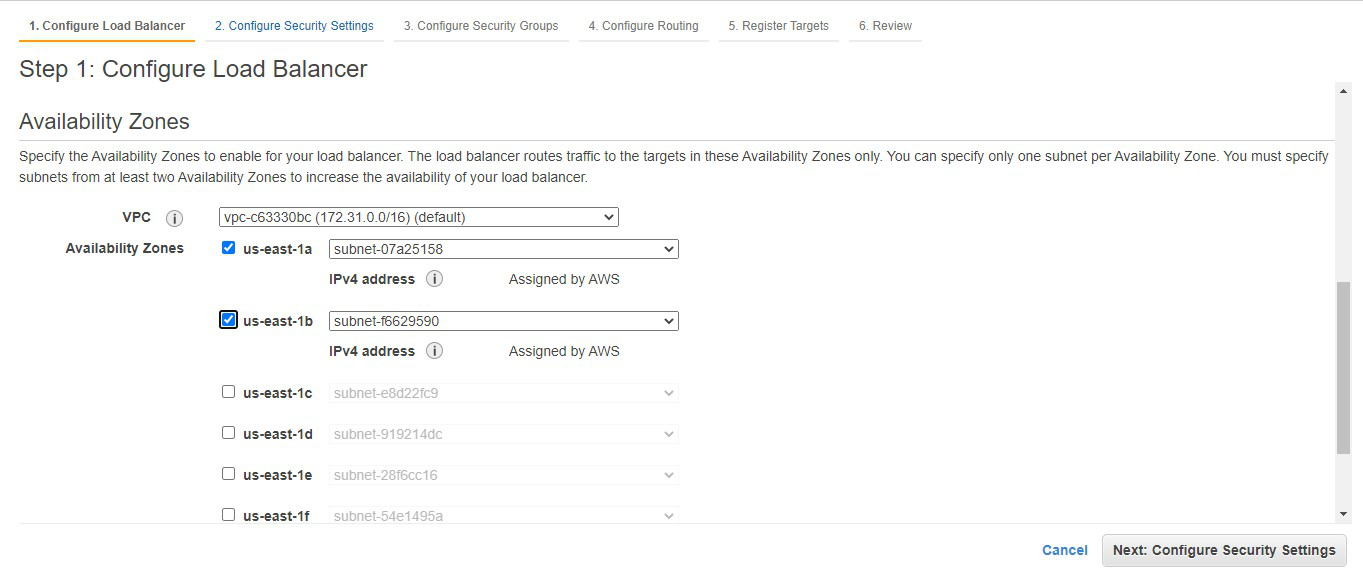 1. Configure Load Balancer 2. Configure Security Settings 3. Configure Security Groups 4. Configure Routing 5. Register Targets 6. Review
Step 1: Configure Load Balancer
Availability Zones
Specify the Availability Zones to enable for your load balancer. The load balancer routes traffic to the targets in these Availability Zones only. You can specify only one subnet per Availability Zone. You must specify
subnets from at least two Availability Zones to increase the availability of your load balancer.
VPC i vpc-c63330bc (172.31.0.0/16) (default)
Availability Zones us-east-1a subnet-07a25158
IPv4 address i Assigned by AWS
us-east-1b subnet-f6629590
IPv4 address i Assigned by AWS
us-east-1c subnet-e8d22fc9
us-east-1d subnet-919214dc
us-east-1e subnet-28f6cc16
us-east-1f subnet-54e1495a
Cancel Next: Configure Security Settings